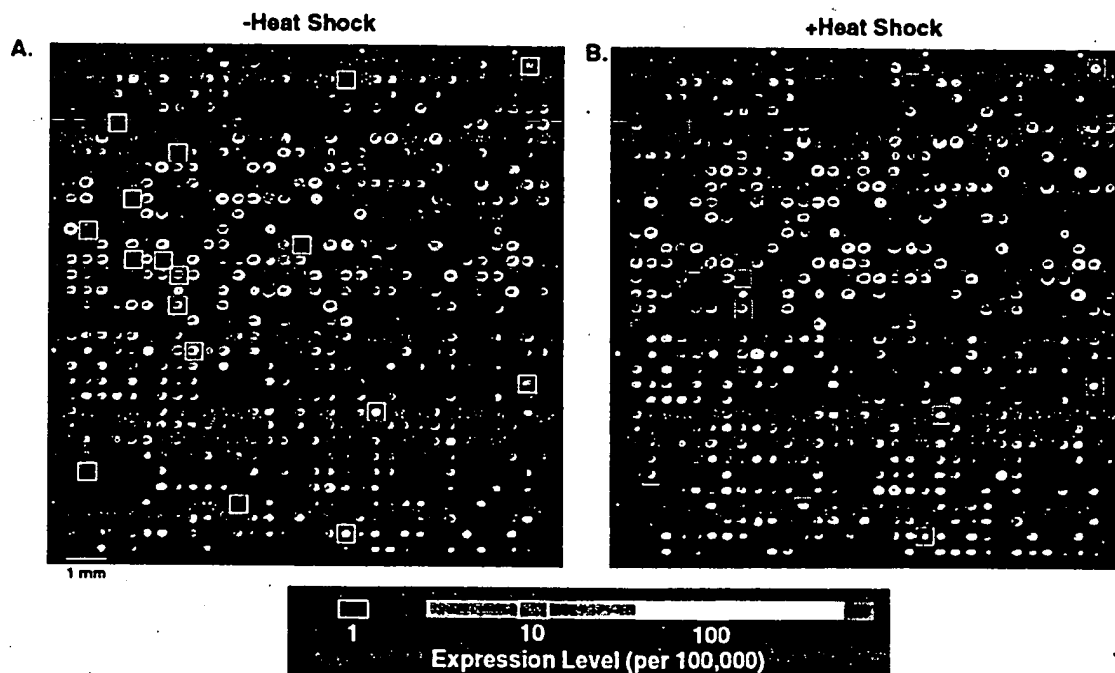 -Heat Shock
+Heat Shock
A.
B.
1 mm
1 10 100
Expression Level (per 100,000)